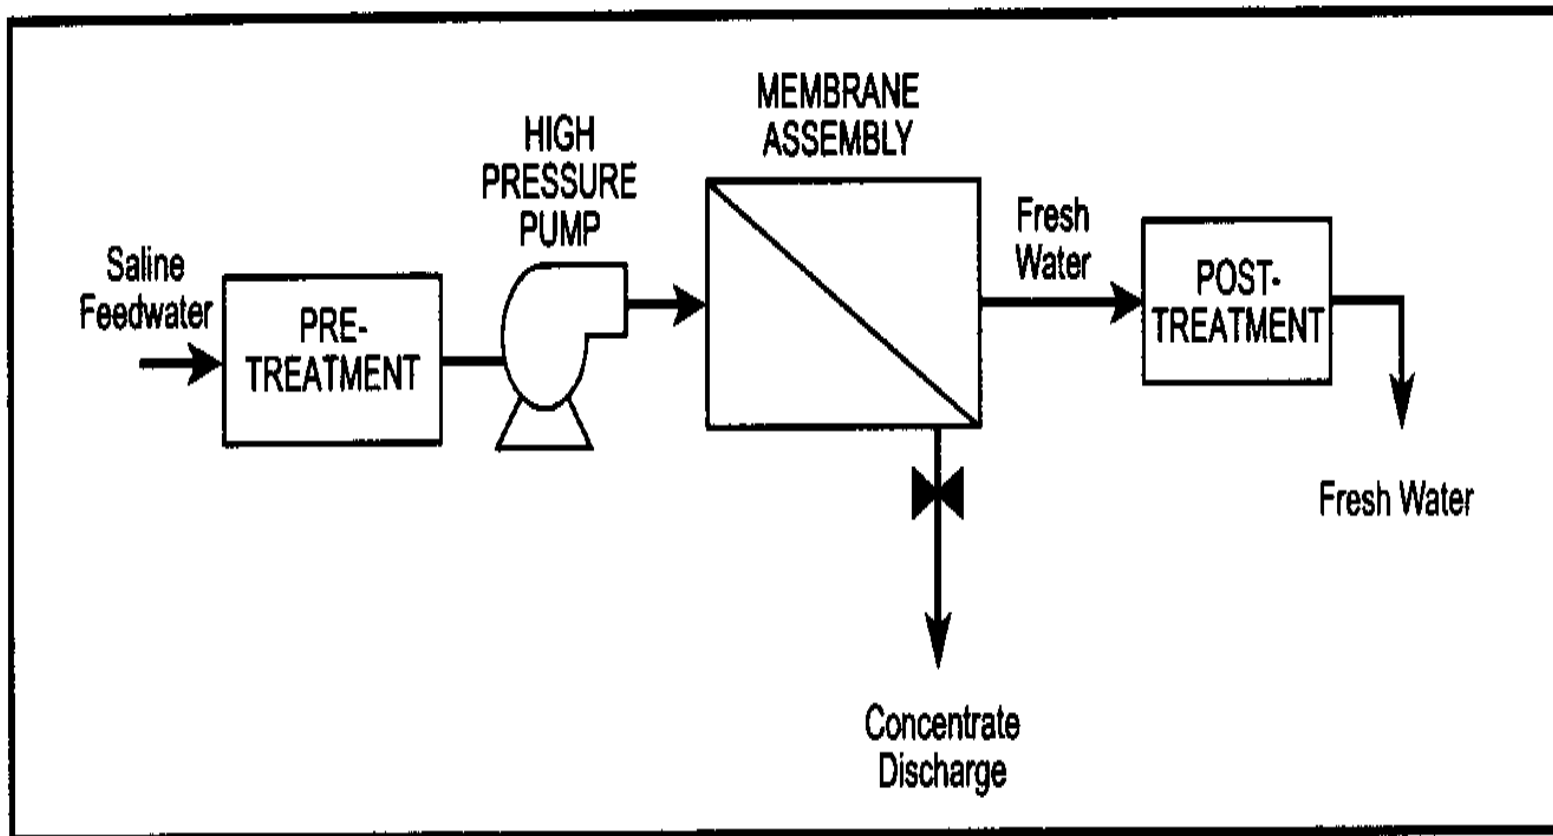 Saline
Feedwater
PRE-
TREATMENT
HIGH
PRESSURE
PUMP
MEMBRANE
ASSEMBLY
Fresh
Water
POST-
TREATMENT
Fresh Water
Concentrate
Discharge